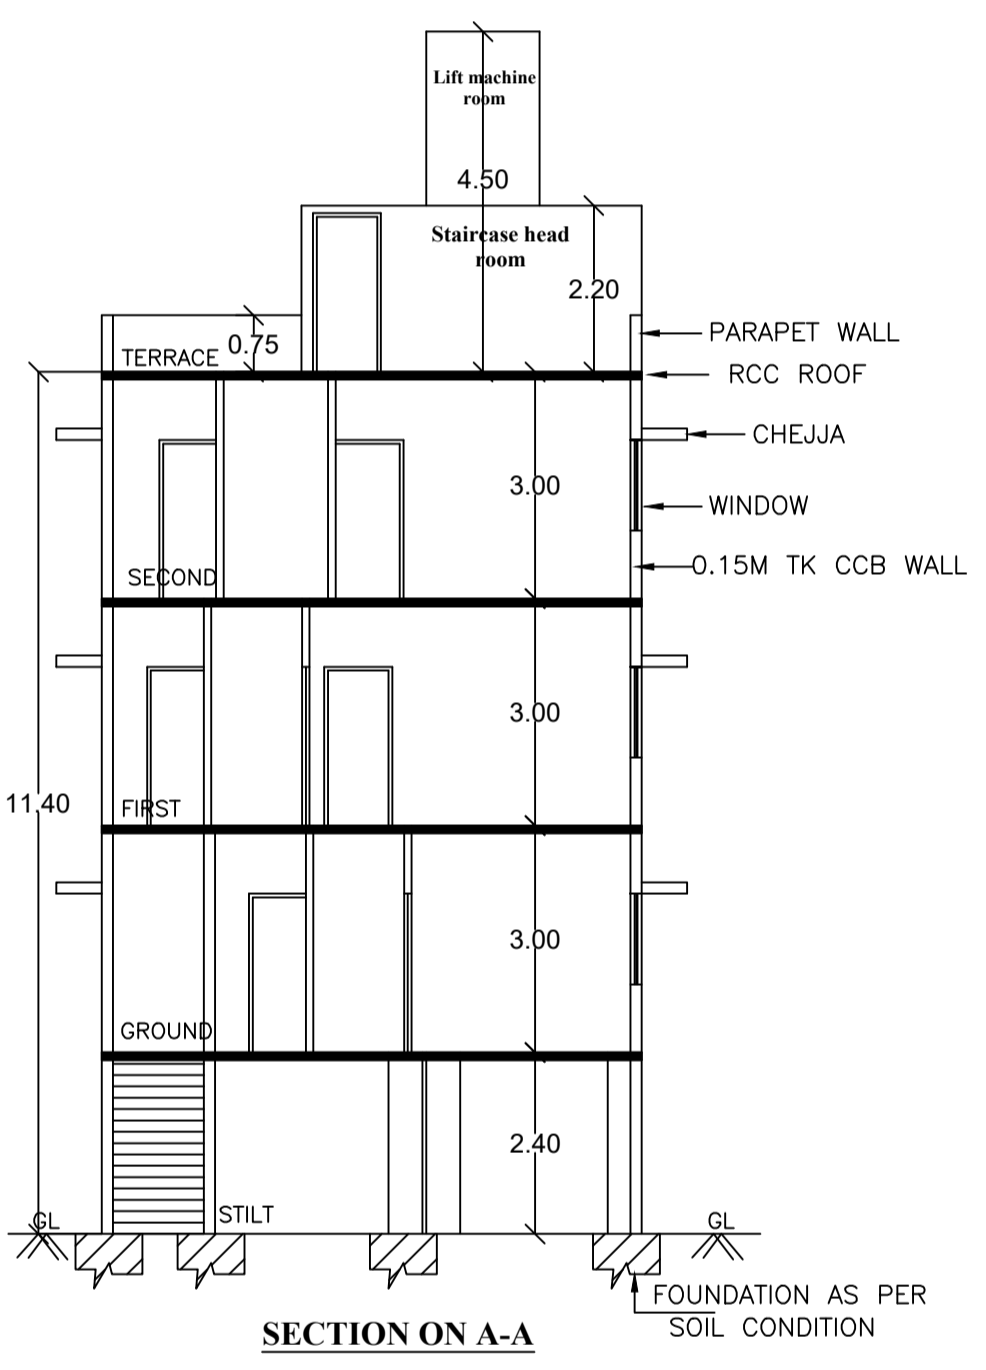 Lift machine
room
4.50
Staircase head
room
2.20
0.75
TERRACE
PARAPET WALL
RCC ROOF
CHEJJA
3.00
WINDOW
0.15M TK CCB WALL
SECOND
3.00
11.40
FIRST
3.00
GROUND
2.40
STILT
GL
GL
FOUNDATION AS PER
SOIL CONDITION
SECTION ON A-A